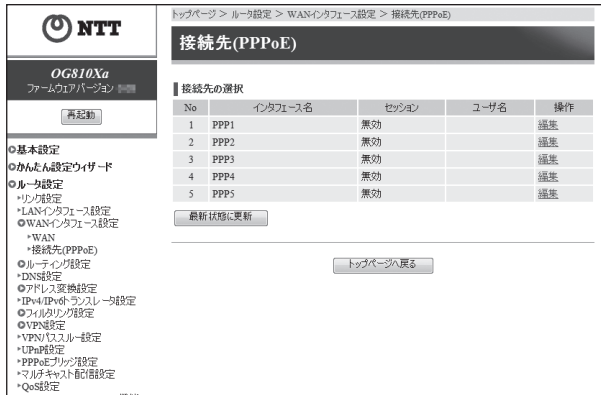 NTT
OG810Xa
ファームウェアバージョン
再起動
基本設定
かんたん設定ウィザード
ルータ設定
リンク設定
LANインタフェース設定
WANインタフェース設定
WAN
接続先(PPPoE)
ルーティング設定
DNS設定
アドレス変換設定
IPv4/IPv6トランスレータ設定
フィルタリング設定
VPN設定
VPNパススルー設定
UPnP設定
PPPoEブリッジ設定
マルチキャスト配信設定
QoS設定
トップページ > ルータ設定 > WANインタフェース設定 > 接続先(PPPoE)
接続先(PPPoE)
接続先の選択
No インタフェース名 セッション ユーザ名 操作
1 PPP1 無効 編集
2 PPP2 無効 編集
3 PPP3 無効 編集
4 PPP4 無効 編集
5 PPP5 無効 編集
最新状態に更新
トップページへ戻る